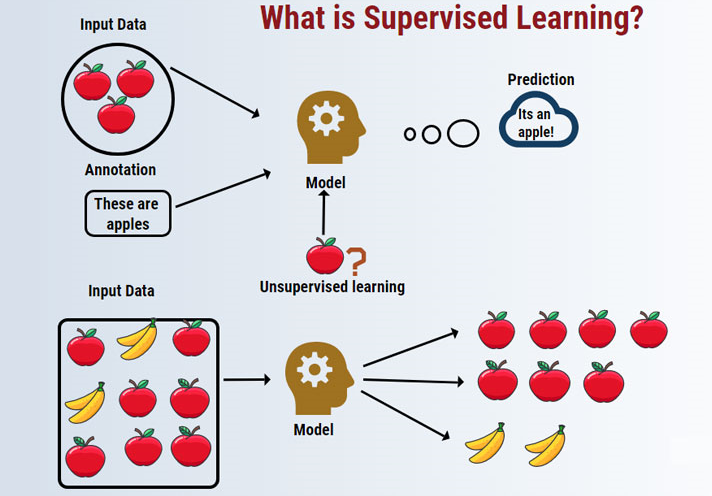 What is Supervised Learning?
Input Data
Prediction
Its an
apple!
Annotation
Model
These are
apples
?
Unsupervised learning
Input Data
Model